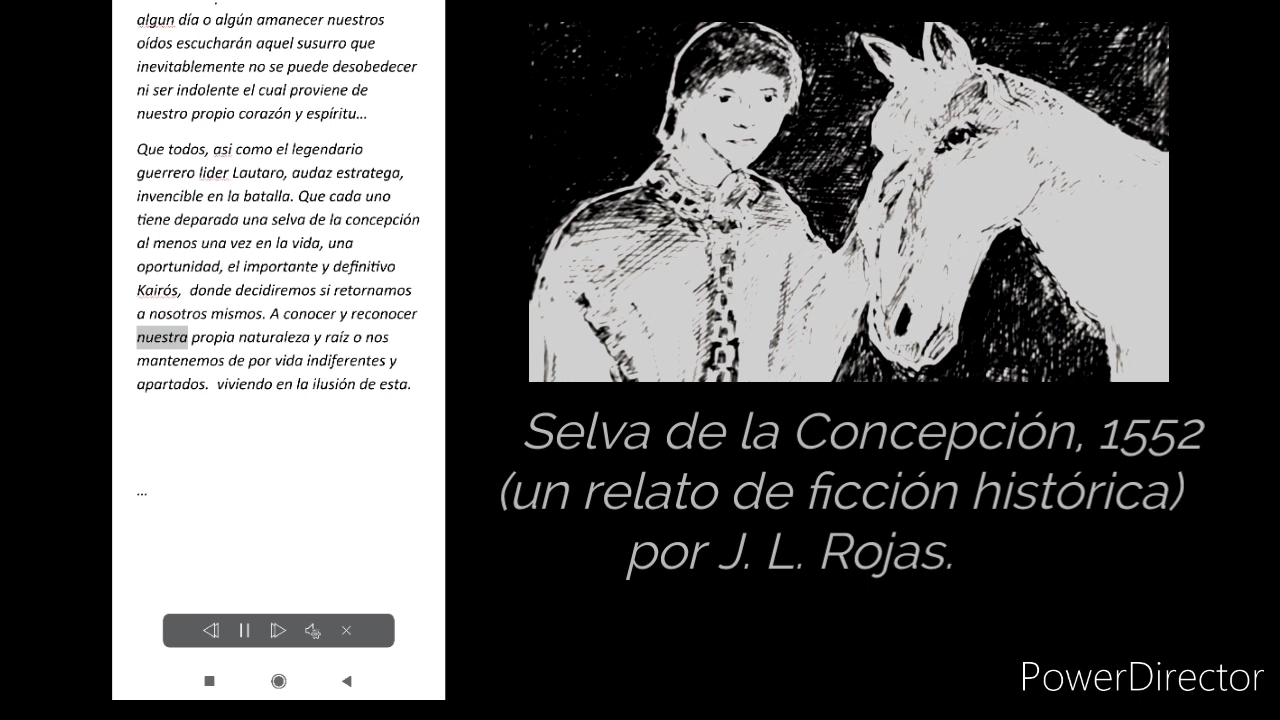 algun día o algún amanecer nuestros
oídos escucharán aquel susurro que
inevitablemente no se puede desobedecer
ni ser indolente el cual proviene de
nuestro propio corazón y espíritu...
Que todos, asi como el legendario
guerrero lider Lautaro, audaz estratega,
invencible en la batalla. Que cada uno
tiene deparada una selva de la concepción
al menos una vez en la vida, una
oportunidad, el importante y definitivo
Kairós,  donde decidiremos si retornamos
a nosotros mismos. A conocer y reconocer
nuestra propia naturaleza y raíz o nos
mantenemos de por vida indiferentes y
apartados.  viviendo en la ilusión de esta.
...
Selva de la Concepción, 1552
(un relato de ficción histórica)
por J. L. Rojas.
PowerDirector